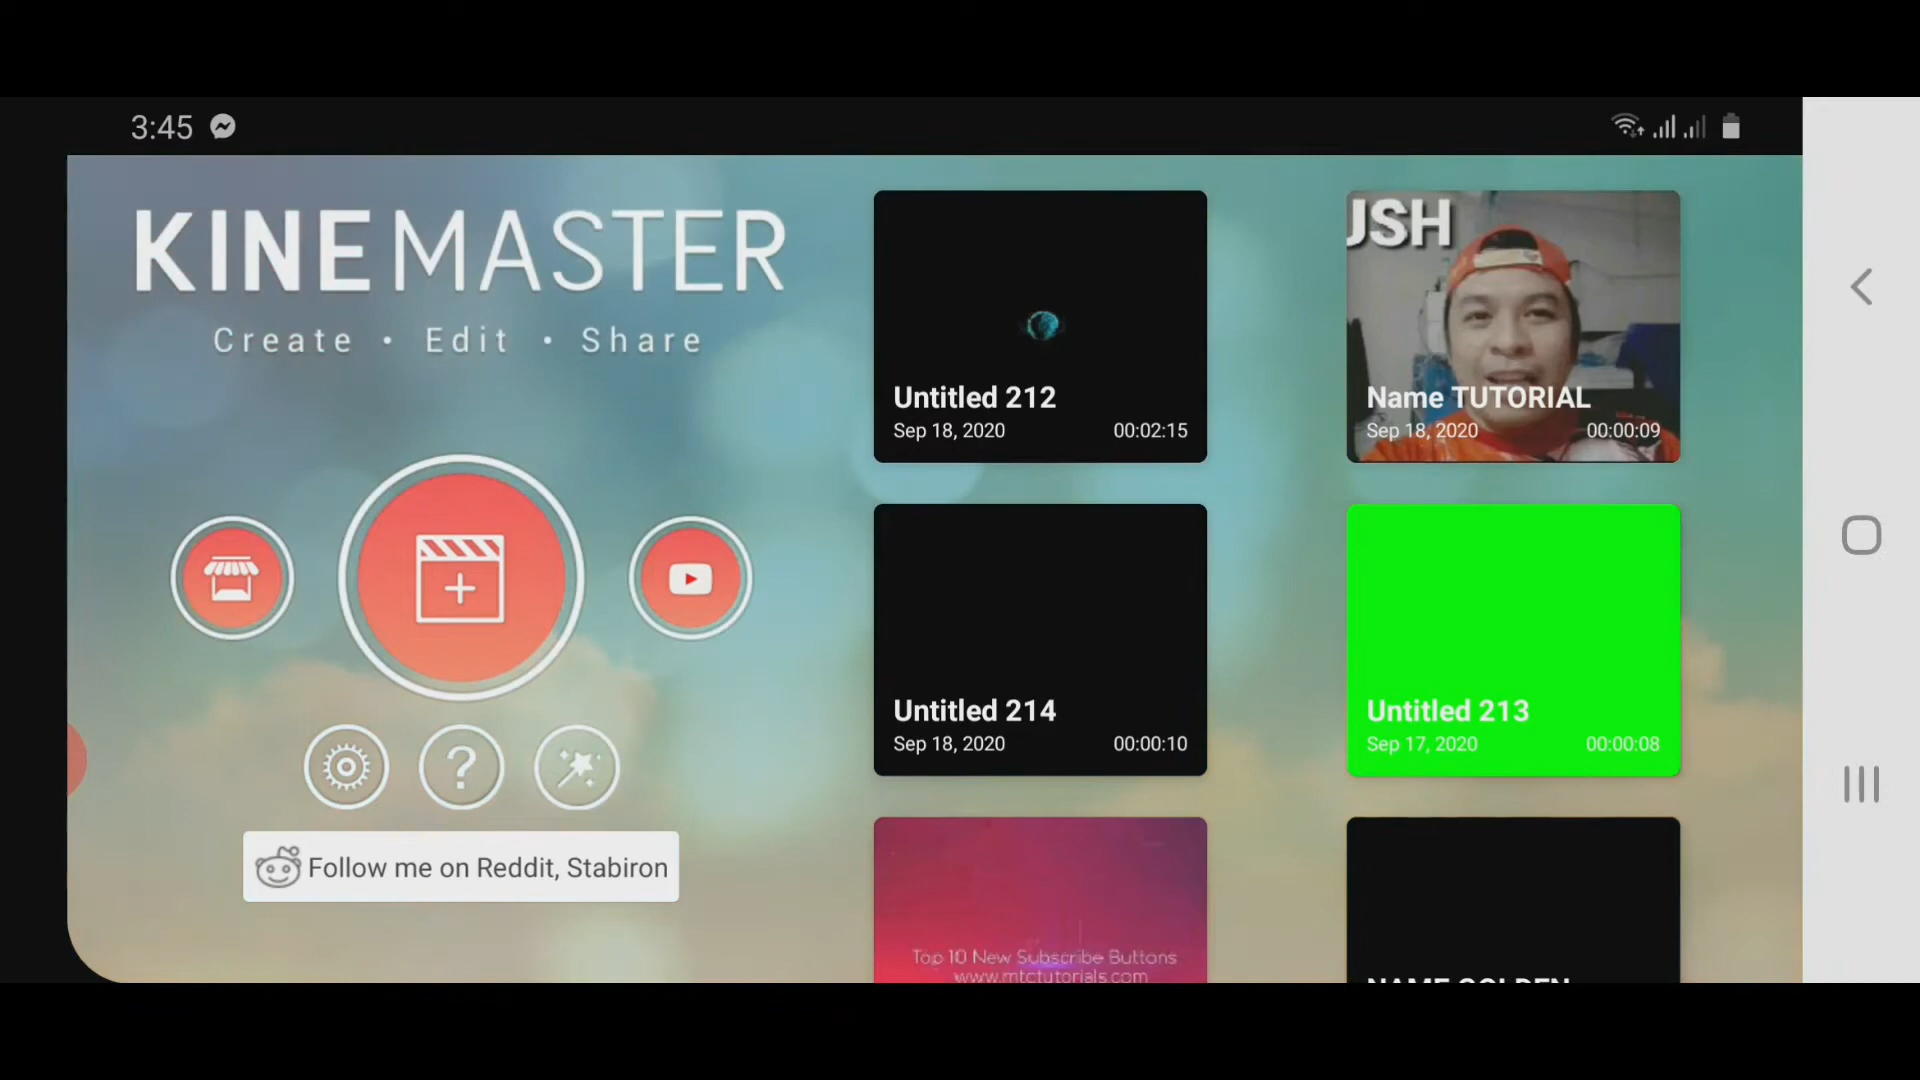 3:45
KINEMASTER
Create • Edit • Share
Follow me on Reddit, Stabiron
Untitled 212
Sep 18, 2020 00:02:15
JSH
Name TUTORIAL
Sep 18, 2020 00:00:09
Untitled 214
Sep 18, 2020 00:00:10
Untitled 213
Sep 17, 2020 00:00:08
Top 10 New Subscribe Buttons
www.mtctutorials.com
NAME GOLDEN